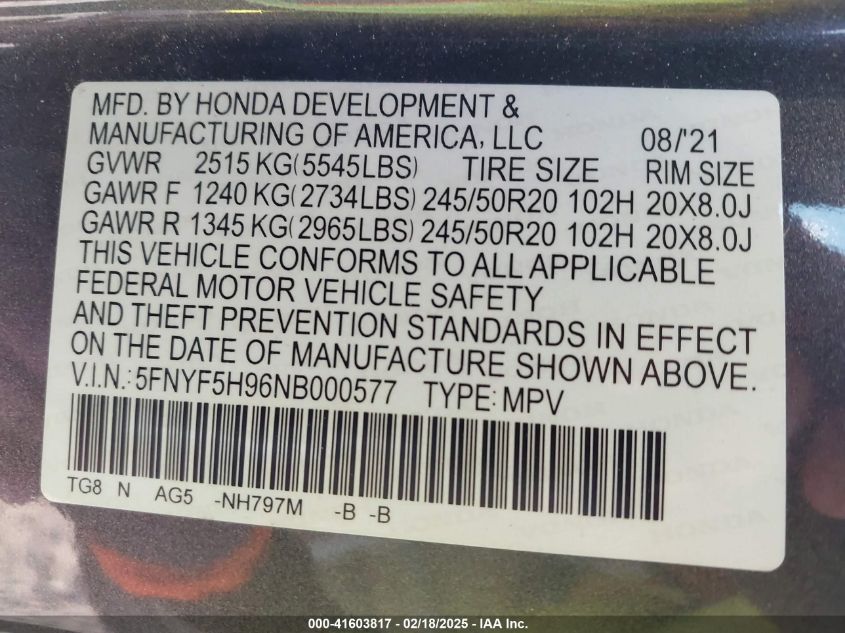 MFD. BY HONDA DEVELOPMENT &
MANUFACTURING OF AMERICA, LLC 08/'21
GVWR 2515 KG(5545LBS) TIRE SIZE RIM SIZE
GAWR F 1240 KG(2734LBS) 245/50R20 102H 20X8.0J
GAWR R 1345 KG(2965LBS) 245/50R20 102H 20X8.0J
THIS VEHICLE CONFORMS TO ALL APPLICABLE
FEDERAL MOTOR VEHICLE SAFETY
AND THEFT PREVENTION STANDARDS IN EFFECT
ON THE DATE OF MANUFACTURE SHOWN ABOVE.
V.I.N.: 5FNYF5H96NB000577 TYPE: MPV
TG8 N AG5 -NH797M -B -B
000-41603817 - 02/18/2025 - IAA Inc.